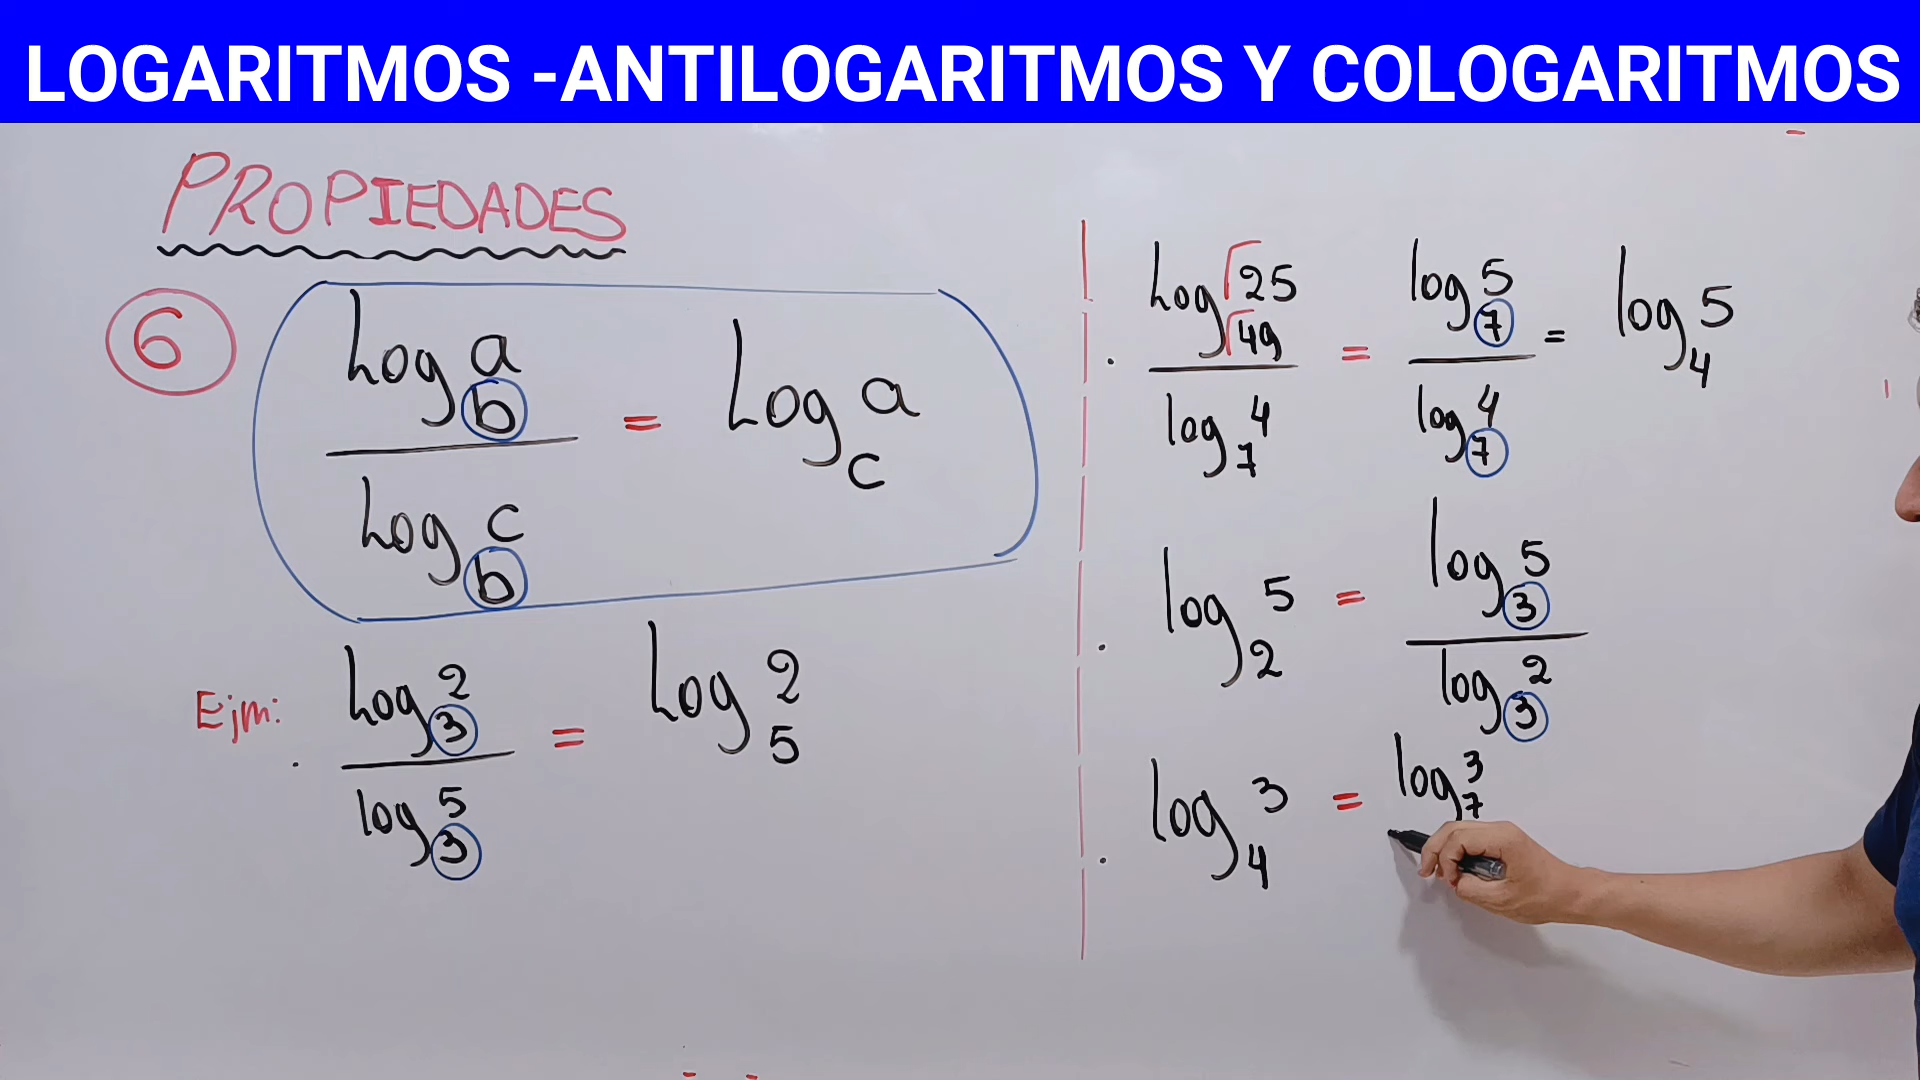 LOGARITMOS -ANTILOGARITMOS Y COLOGARITMOS
PROPIEDADES
6
Log a
b
= Log a
c
Log c
b
Ejm:
. Log 2
3
= Log 2
5
log 5
3
. Log √25
√49
= log 5
7
= log 5
4
log 4
7
log 4
7
. log 5
2
= log 5
3
log 2
3
. log 3
4
= log 3
7